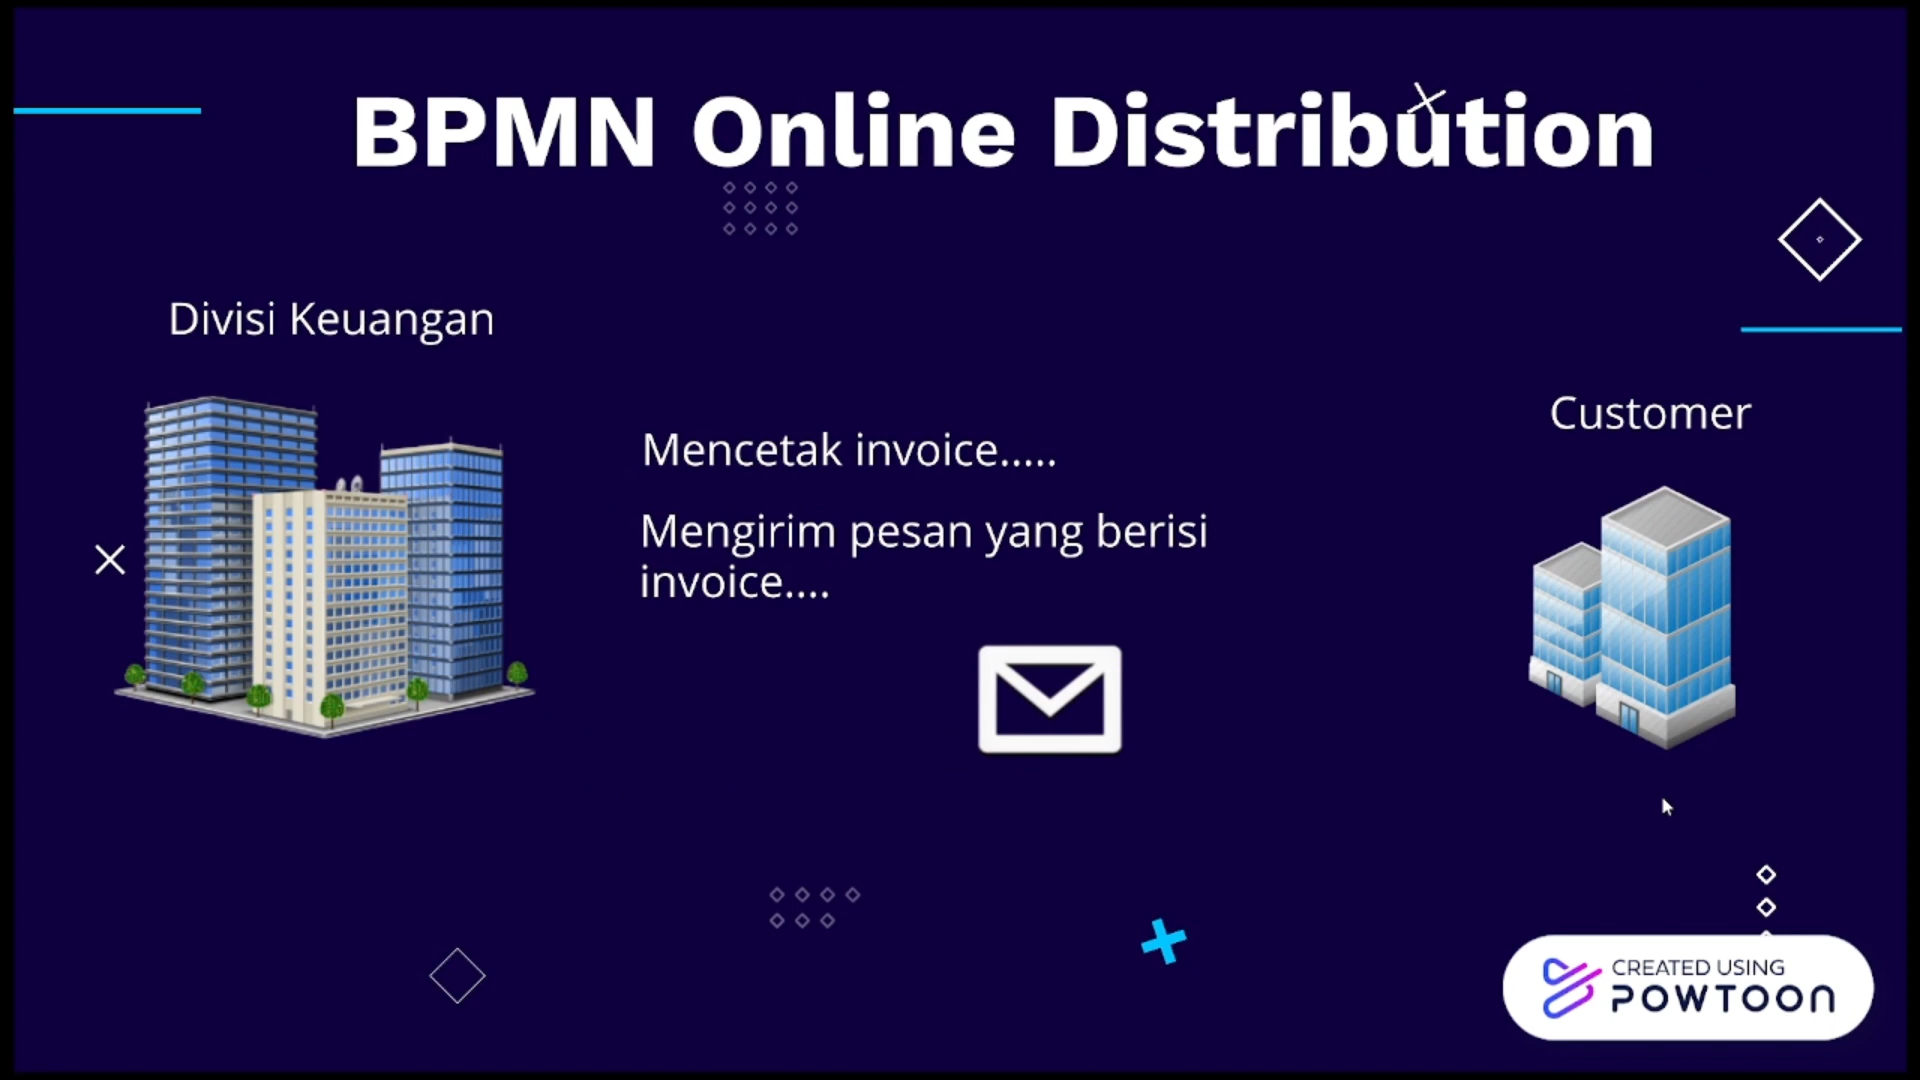 BPMN Online Distribution
Divisi Keuangan
Customer
Mencetak invoice.....
Mengirim pesan yang berisi
invoice....
CREATED USING
POWTOON